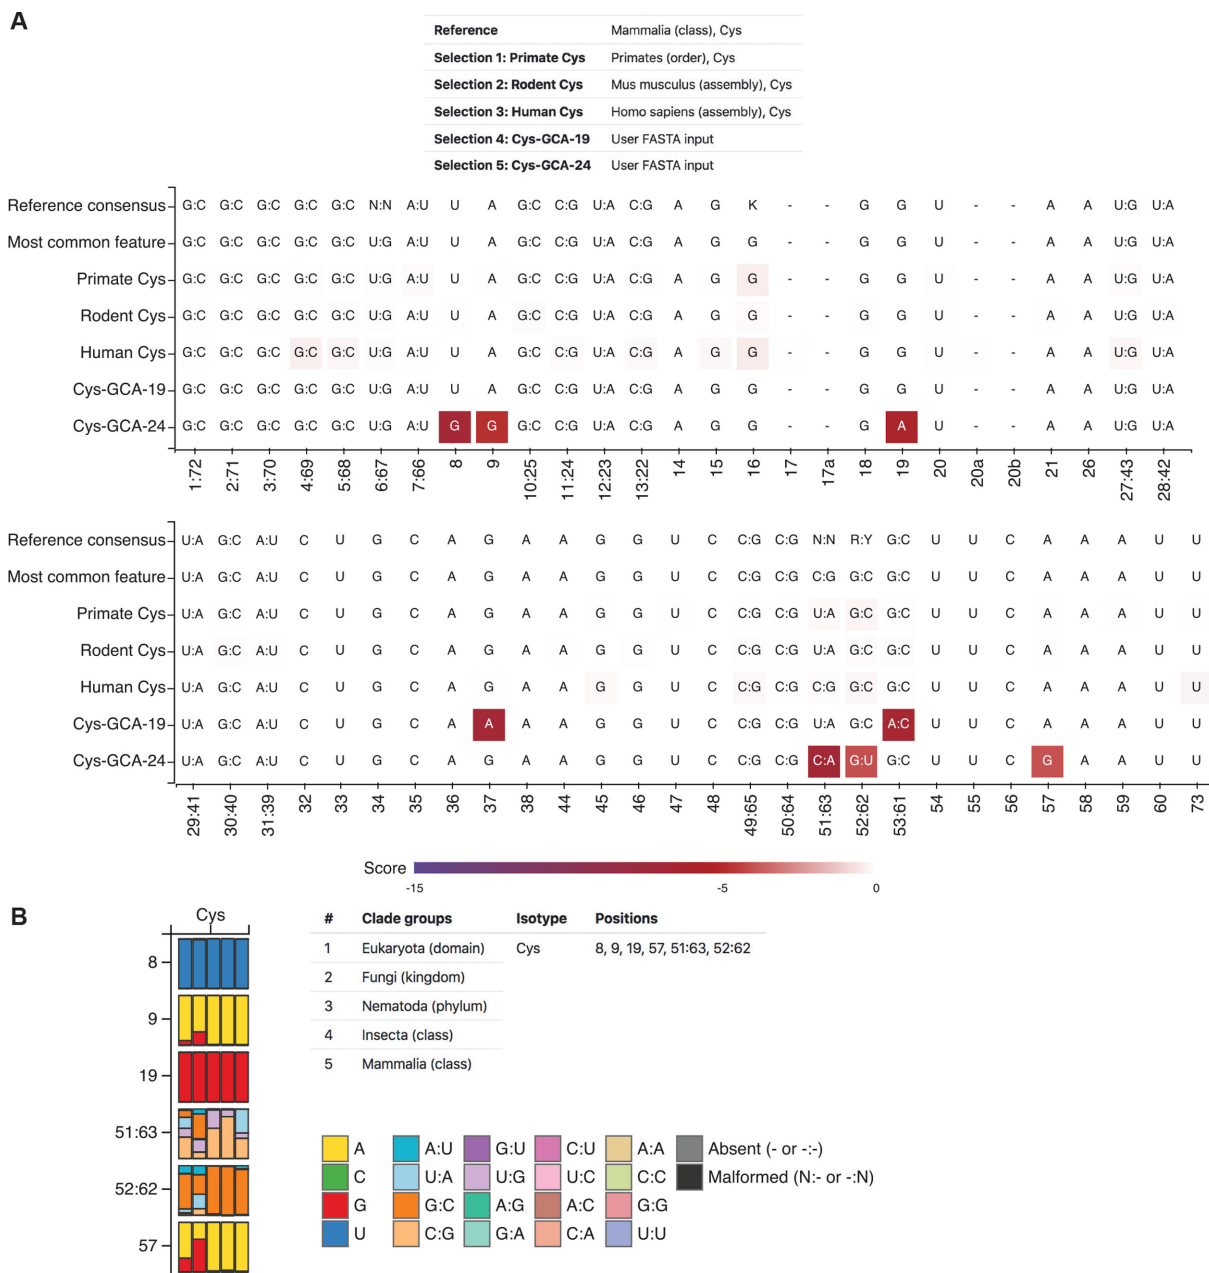 A
Reference Mammalia (class), Cys
Selection 1: Primate Cys Primates (order), Cys
Selection 2: Rodent Cys Mus musculus (assembly), Cys
Selection 3: Human Cys Homo sapiens (assembly), Cys
Selection 4: Cys-GCA-19 User FASTA input
Selection 5: Cys-GCA-24 User FASTA input
Reference consensus G:C G:C G:C G:C G:C N:N A:U U A G:C C:G U:A C:G A G K - - G G U - - A A U:G U:A
Most common feature G:C G:C G:C G:C G:C U:G A:U U A G:C C:G U:A C:G A G G - - G G U - - A A U:G U:A
Primate Cys G:C G:C G:C G:C G:C U:G A:U U A G:C C:G U:A C:G A G G - - G G U - - A A U:G U:A
Rodent Cys G:C G:C G:C G:C G:C U:G A:U U A G:C C:G U:A C:G A G G - - G G U - - A A U:G U:A
Human Cys G:C G:C G:C G:C G:C U:G A:U U A G:C C:G U:A C:G A G G - - G G U - - A A U:G U:A
Cys-GCA-19 G:C G:C G:C G:C G:C U:G A:U U A G:C C:G U:A C:G A G G - - G G U - - A A U:G U:A
Cys-GCA-24 G:C G:C G:C G:C G:C U:G A:U G G G:C C:G U:A C:G A G G - - G A U - - A A U:G U:A
1:72 2:71 3:70 4:69 5:68 6:67 7:66 8 9 10:25 11:24 12:23 13:22 14 15 16 17 17a 18 19 20 20a 20b 21 26 27:43 28:42
Reference consensus U:A G:C A:U C U G C A G A A G G U C C:G C:G N:N R:Y G:C U U C A A A U U
Most common feature U:A G:C A:U C U G C A G A A G G U C C:G C:G C:G G:C G:C U U C A A A U U
Primate Cys U:A G:C A:U C U G C A G A A G G U C C:G C:G U:A G:C G:C U U C A A A U U
Rodent Cys U:A G:C A:U C U G C A G A A G G U C C:G C:G U:A G:C G:C U U C A A A U U
Human Cys U:A G:C A:U C U G C A G A A G G U C C:G C:G C:G G:C G:C U U C A A A U U
Cys-GCA-19 U:A G:C A:U C U G C A A A A G G U C C:G C:G U:A G:C A:C U U C A A A U U
Cys-GCA-24 U:A G:C A:U C U G C A G A A G G U C C:G C:G C:A G:U G:C U U C G A A U U
29:41 30:40 31:39 32 33 34 35 36 37 38 44 45 46 47 48 49:65 50:64 51:63 52:62 53:61 54 55 56 57 58 59 60 73
Score
-15 -5 0
B
Cys
8
9
19
51:63
52:62
57
# Clade groups Isotype Positions
1 Eukaryota (domain) Cys 8, 9, 19, 57, 51:63, 52:62
2 Fungi (kingdom)
3 Nematoda (phylum)
4 Insecta (class)
5 Mammalia (class)
A A:U G:U C:U A:A Absent (- or -:-)
C U:A U:G U:C C:C Malformed (N:- or -:N)
G G:C A:G A:C G:G
U C:G G:A C:A U:U